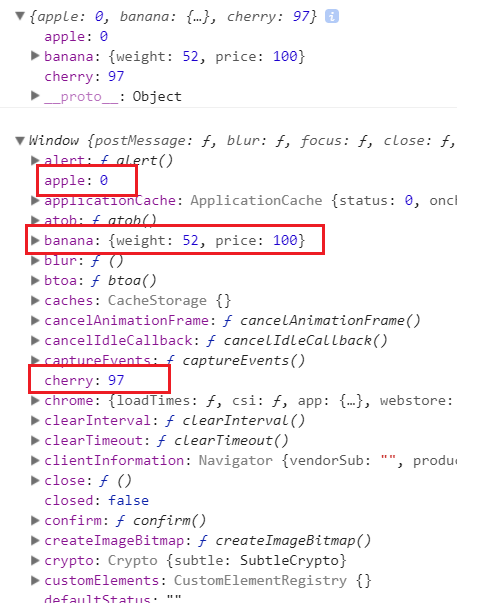 {apple: 0, banana: {…}, cherry: 97} i
apple: 0
banana: {weight: 52, price: 100}
cherry: 97
__proto__: Object
Window {postMessage: ƒ, blur: ƒ, focus: ƒ, close: ƒ,
alert: ƒ alert()
apple: 0
applicationCache: ApplicationCache {status: 0, onch
atob: ƒ atob()
banana: {weight: 52, price: 100}
blur: ƒ ()
btoa: ƒ btoa()
caches: CacheStorage {}
cancelAnimationFrame: ƒ cancelAnimationFrame()
cancelIdleCallback: ƒ cancelIdleCallback()
captureEvents: ƒ captureEvents()
cherry: 97
chrome: {loadTimes: ƒ, csi: ƒ, app: {…}, webstore:
clearInterval: ƒ clearInterval()
clearTimeout: ƒ clearTimeout()
clientInformation: Navigator {vendorSub: "", produc
close: ƒ ()
closed: false
confirm: ƒ confirm()
createImageBitmap: ƒ createImageBitmap()
crypto: Crypto {subtle: SubtleCrypto}
customElements: CustomElementRegistry {}
defaultStatus: ""